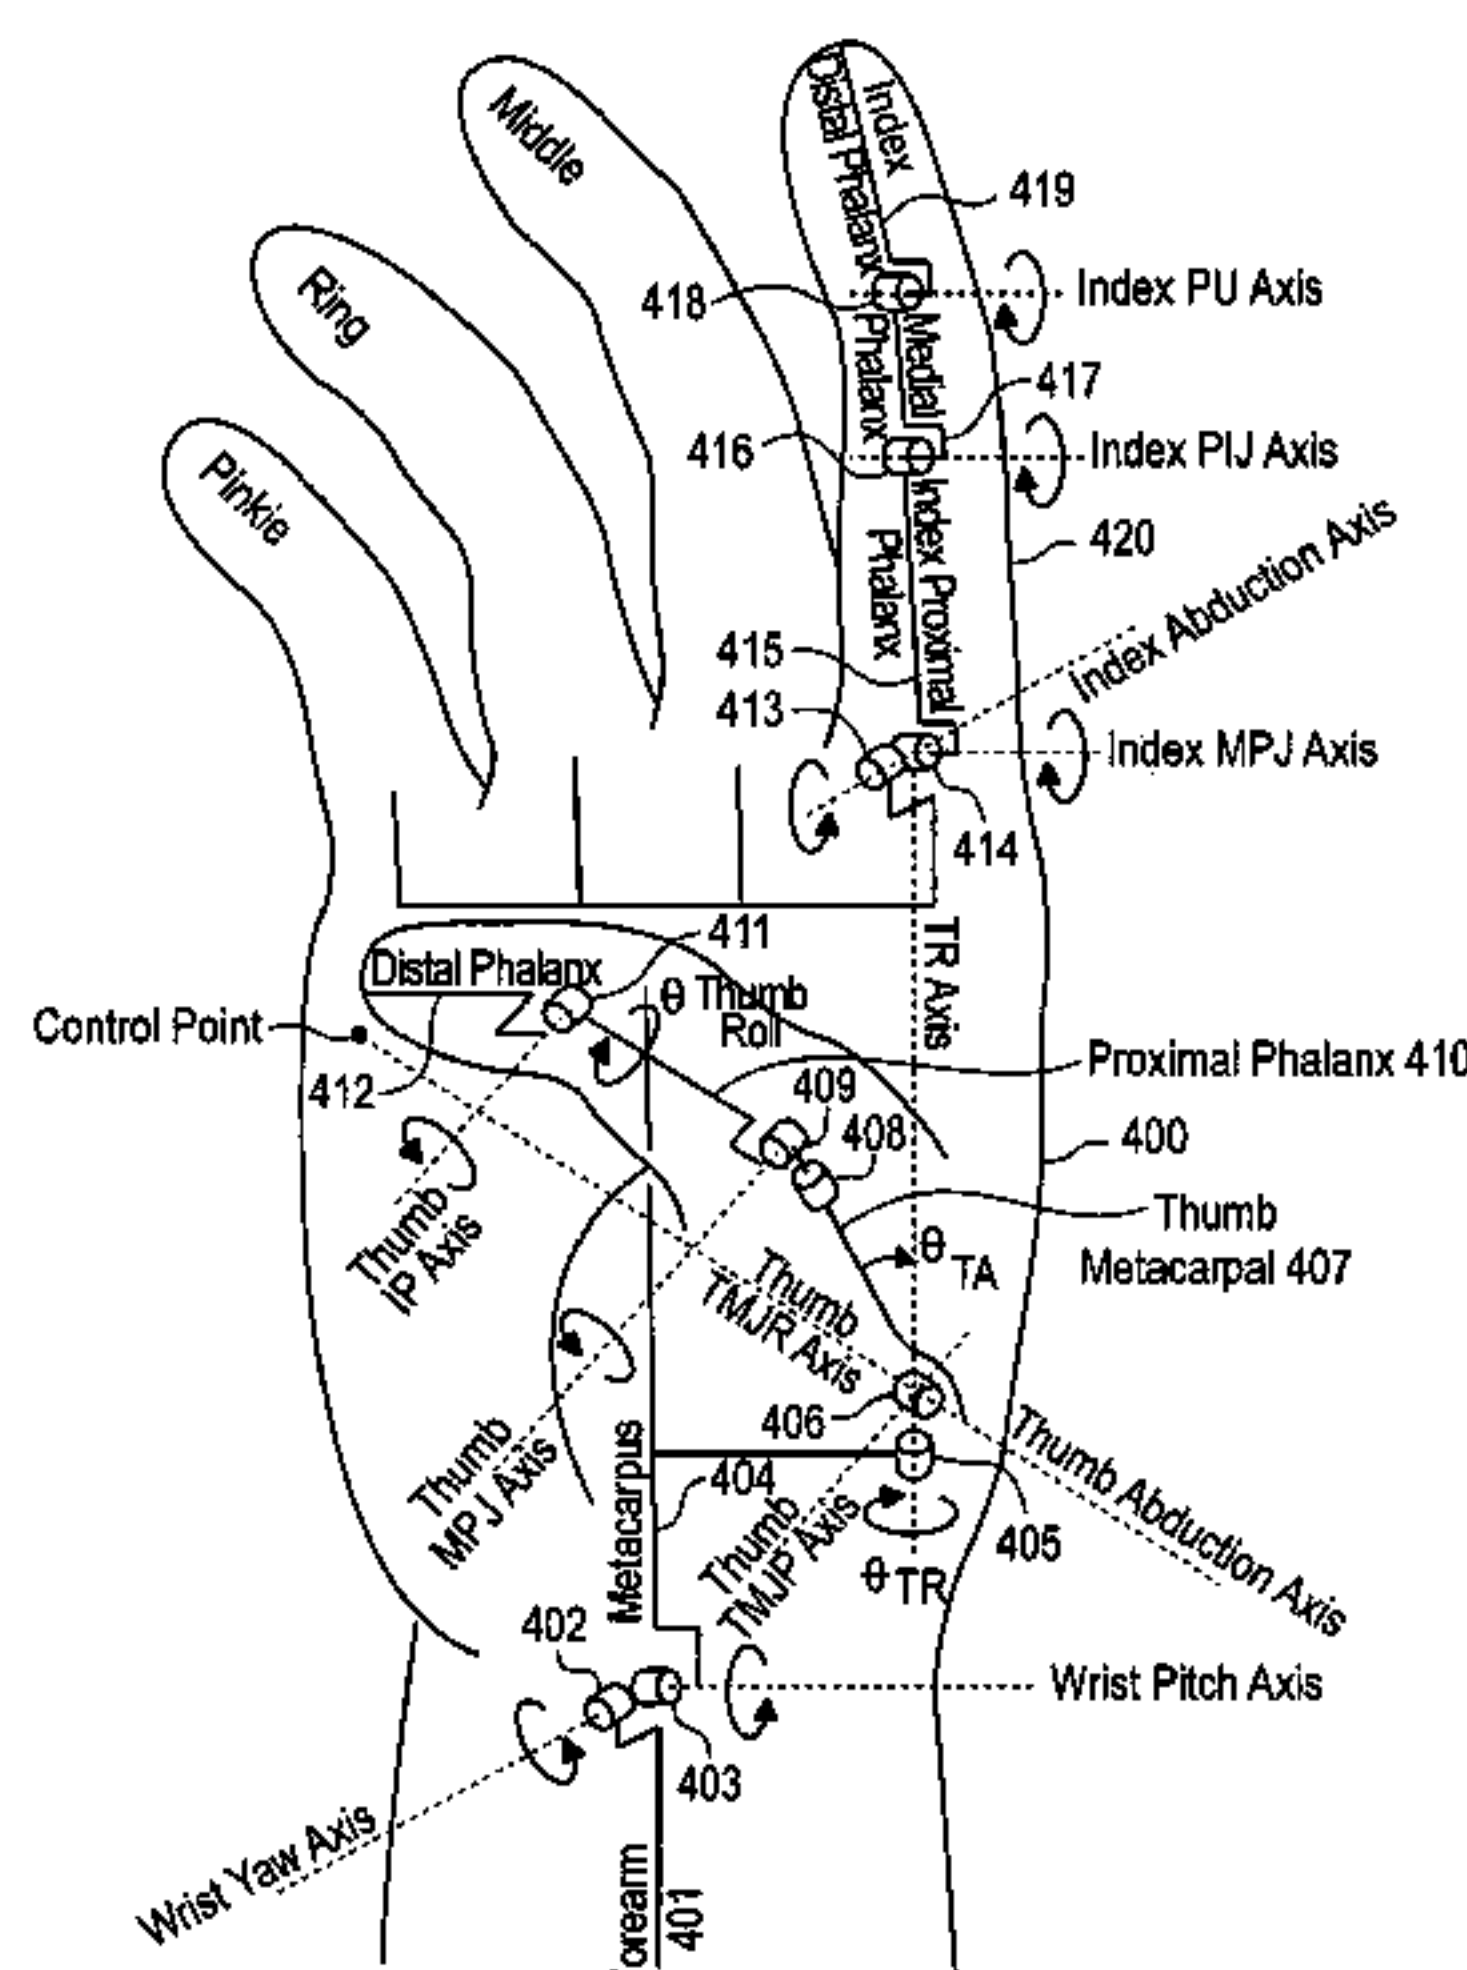 Middle
Index
Distal Phalanx
419
Ring
418
Index PU Axis
Medial
Phalanx
417
416
Index PIJ Axis
Pinkie
Index Proximal
Phalanx
420
Index Abduction Axis
415
413
Index MPJ Axis
414
411
TR Axis
Distal Phalanx
θ Thumb
Roll
Control Point
412
Proximal Phalanx 410
409
408
400
Thumb
IP Axis
Thumb
Metacarpal 407
θ TA
Thumb
TMJR Axis
406
Thumb
MPJ Axis
Metacarpus
404
Thumb Abduction Axis
Thumb
TMJP Axis
405
θ TR
402
Wrist Pitch Axis
403
Wrist Yaw Axis
orearm
401